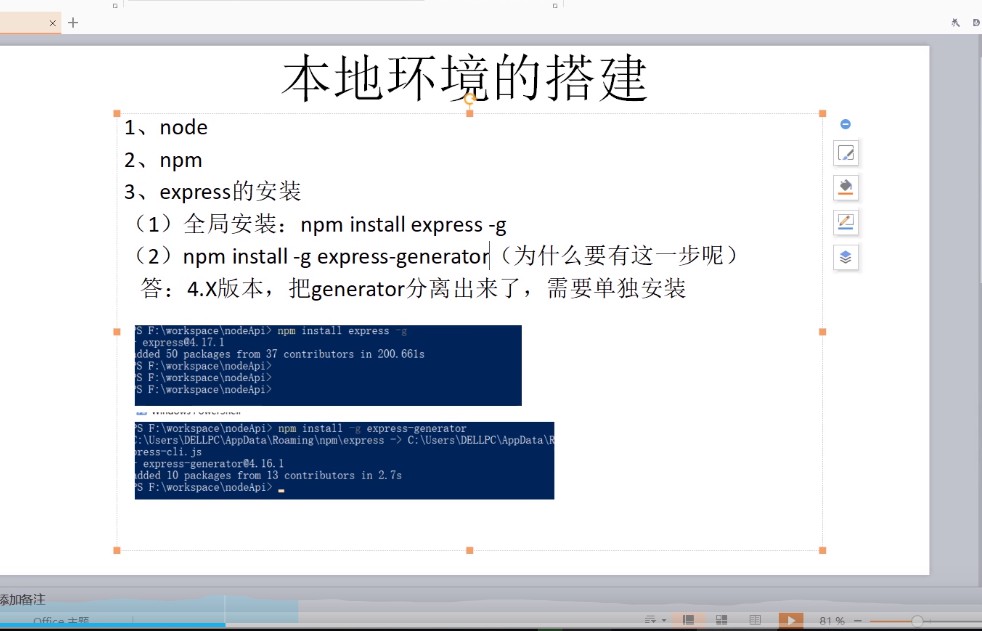 本地环境的搭建
1、node
2、npm
3、express的安装
（1）全局安装：npm install express -g
（2）npm install -g express-generator（为什么要有这一步呢）
答：4.X版本，把generator分离出来了，需要单独安装
PS F:\workspace\nodeApi> npm install express -g
express@4.17.1
added 50 packages from 37 contributors in 200.661s
PS F:\workspace\nodeApi>
PS F:\workspace\nodeApi>
PS F:\workspace\nodeApi>
Windows PowerShell
PS F:\workspace\nodeApi> npm install -g express-generator
C:\Users\DELLPC\AppData\Roaming\npm\express -> C:\Users\DELLPC\AppData\R
press-cli.js
express-generator@4.16.1
added 10 packages from 13 contributors in 2.7s
PS F:\workspace\nodeApi>
添加备注
Office 主题
81 %